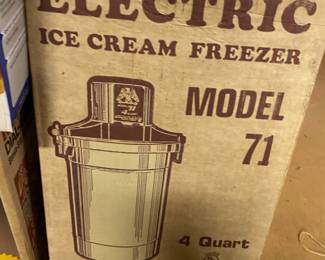 ELECTRIC
ICE CREAM FREEZER
MODEL
71
4 Quart